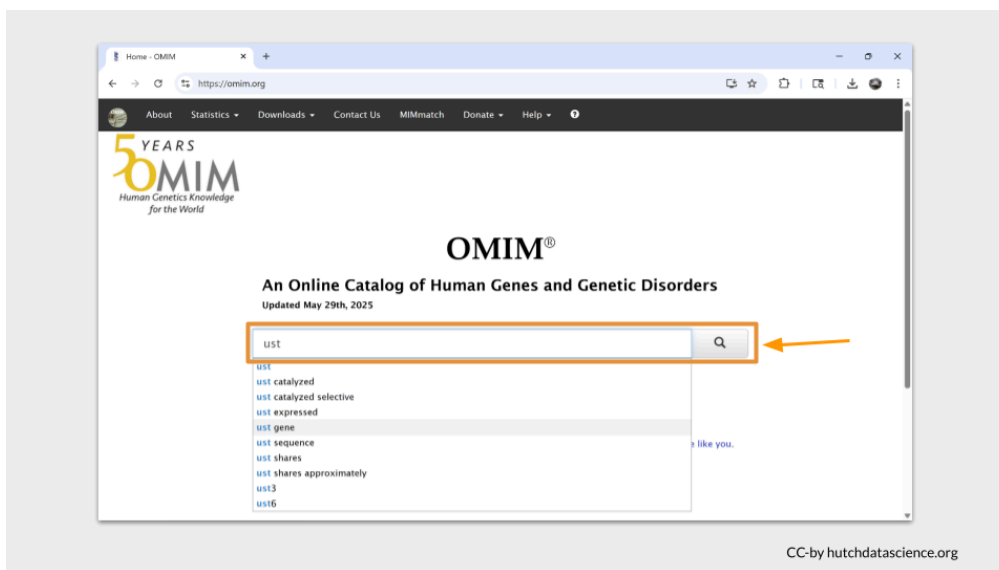 Home - OMIM
https://omim.org
About Statistics Downloads Contact Us MIMmatch Donate Help
50 YEARS
OMIM
Human Genetics Knowledge
for the World
OMIM®
An Online Catalog of Human Genes and Genetic Disorders
Updated May 29th, 2025
ust
ust
ust catalyzed
ust catalyzed selective
ust expressed
ust gene
ust sequence
like you.
ust shares
ust shares approximately
ust3
ust6
CC-by hutchdatascience.org